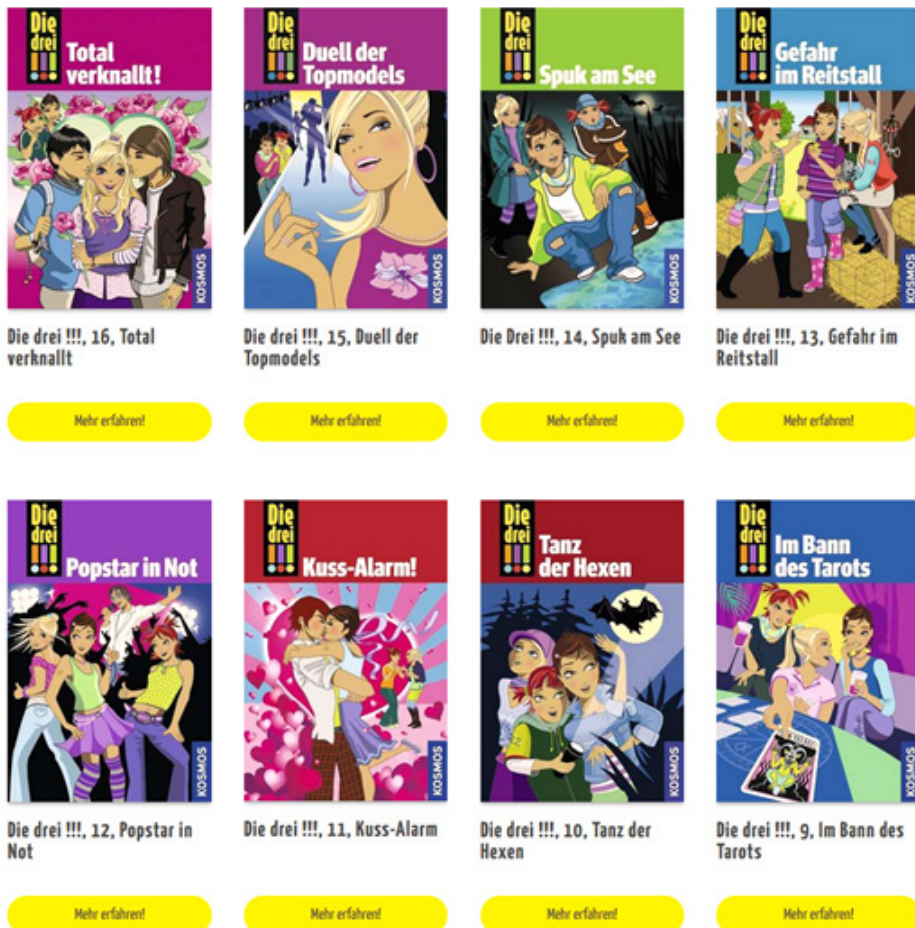 Die
drei
!!!
Total
verknallt!
KOSMOS
Die
drei
!!!
Duell der
Topmodels
KOSMOS
Die
drei
!!!
Spuk am See
KOSMOS
Die
drei
!!!
Gefahr
im Reitstall
KOSMOS
Die drei !!!, 16, Total
verknallt
Die drei !!!, 15, Duell der
Topmodels
Die Drei !!!, 14, Spuk am See
Die drei !!!, 13, Gefahr im
Reitstall
Mehr erfahren!
Mehr erfahren!
Mehr erfahren!
Mehr erfahren!
Die
drei
!!!
Popstar in Not
KOSMOS
Die
drei
!!!
Kuss-Alarm!
KOSMOS
Die
drei
!!!
Tanz
der Hexen
KOSMOS
Die
drei
!!!
Im Bann
des Tarots
KOSMOS
Die drei !!!, 12, Popstar in
Not
Die drei !!!, 11, Kuss-Alarm
Die drei !!!, 10, Tanz der
Hexen
Die drei !!!, 9, Im Bann des
Tarots
Mehr erfahren!
Mehr erfahren!
Mehr erfahren!
Mehr erfahren!